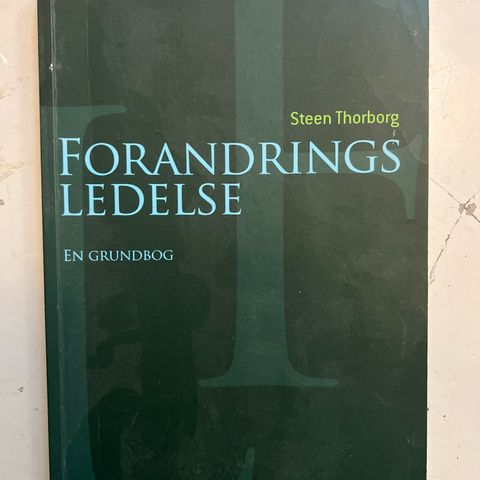 Steen Thorborg
FORANDRINGS
LEDELSE
EN GRUNDBOG